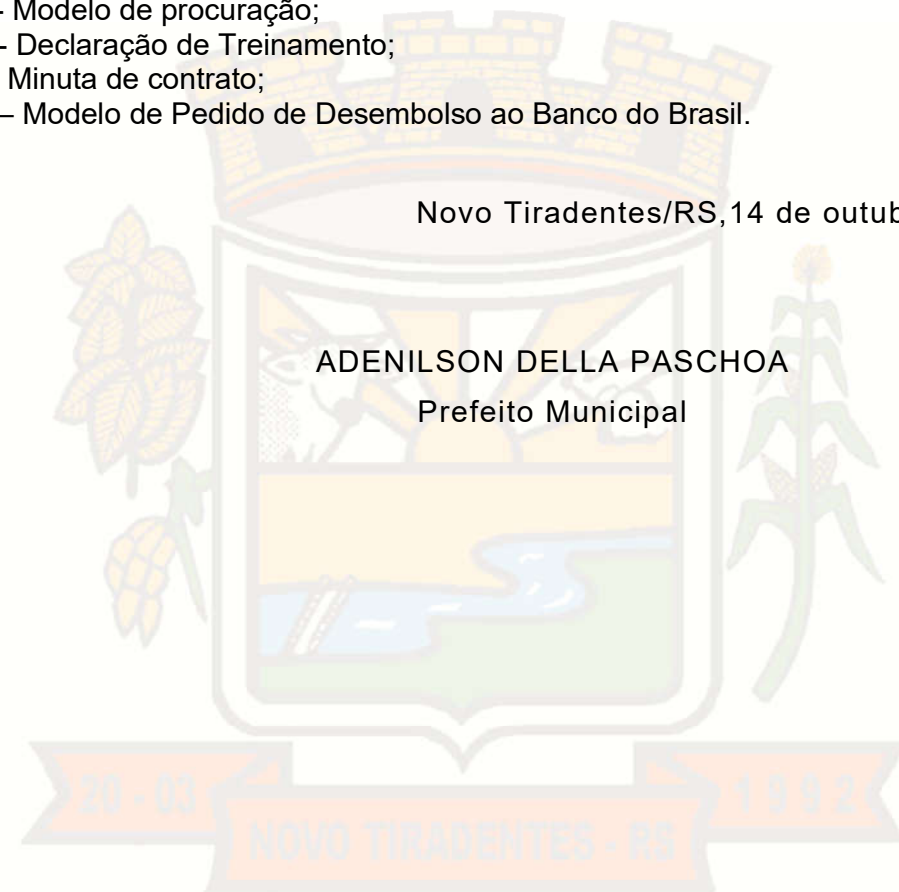 - Modelo de procuração;
- Declaração de Treinamento;
Minuta de contrato;
– Modelo de Pedido de Desembolso ao Banco do Brasil.
Novo Tiradentes/RS,14 de outub
ADENILSON DELLA PASCHOA
Prefeito Municipal
20 - 03
1992
NOVO TIRADENTES - RS